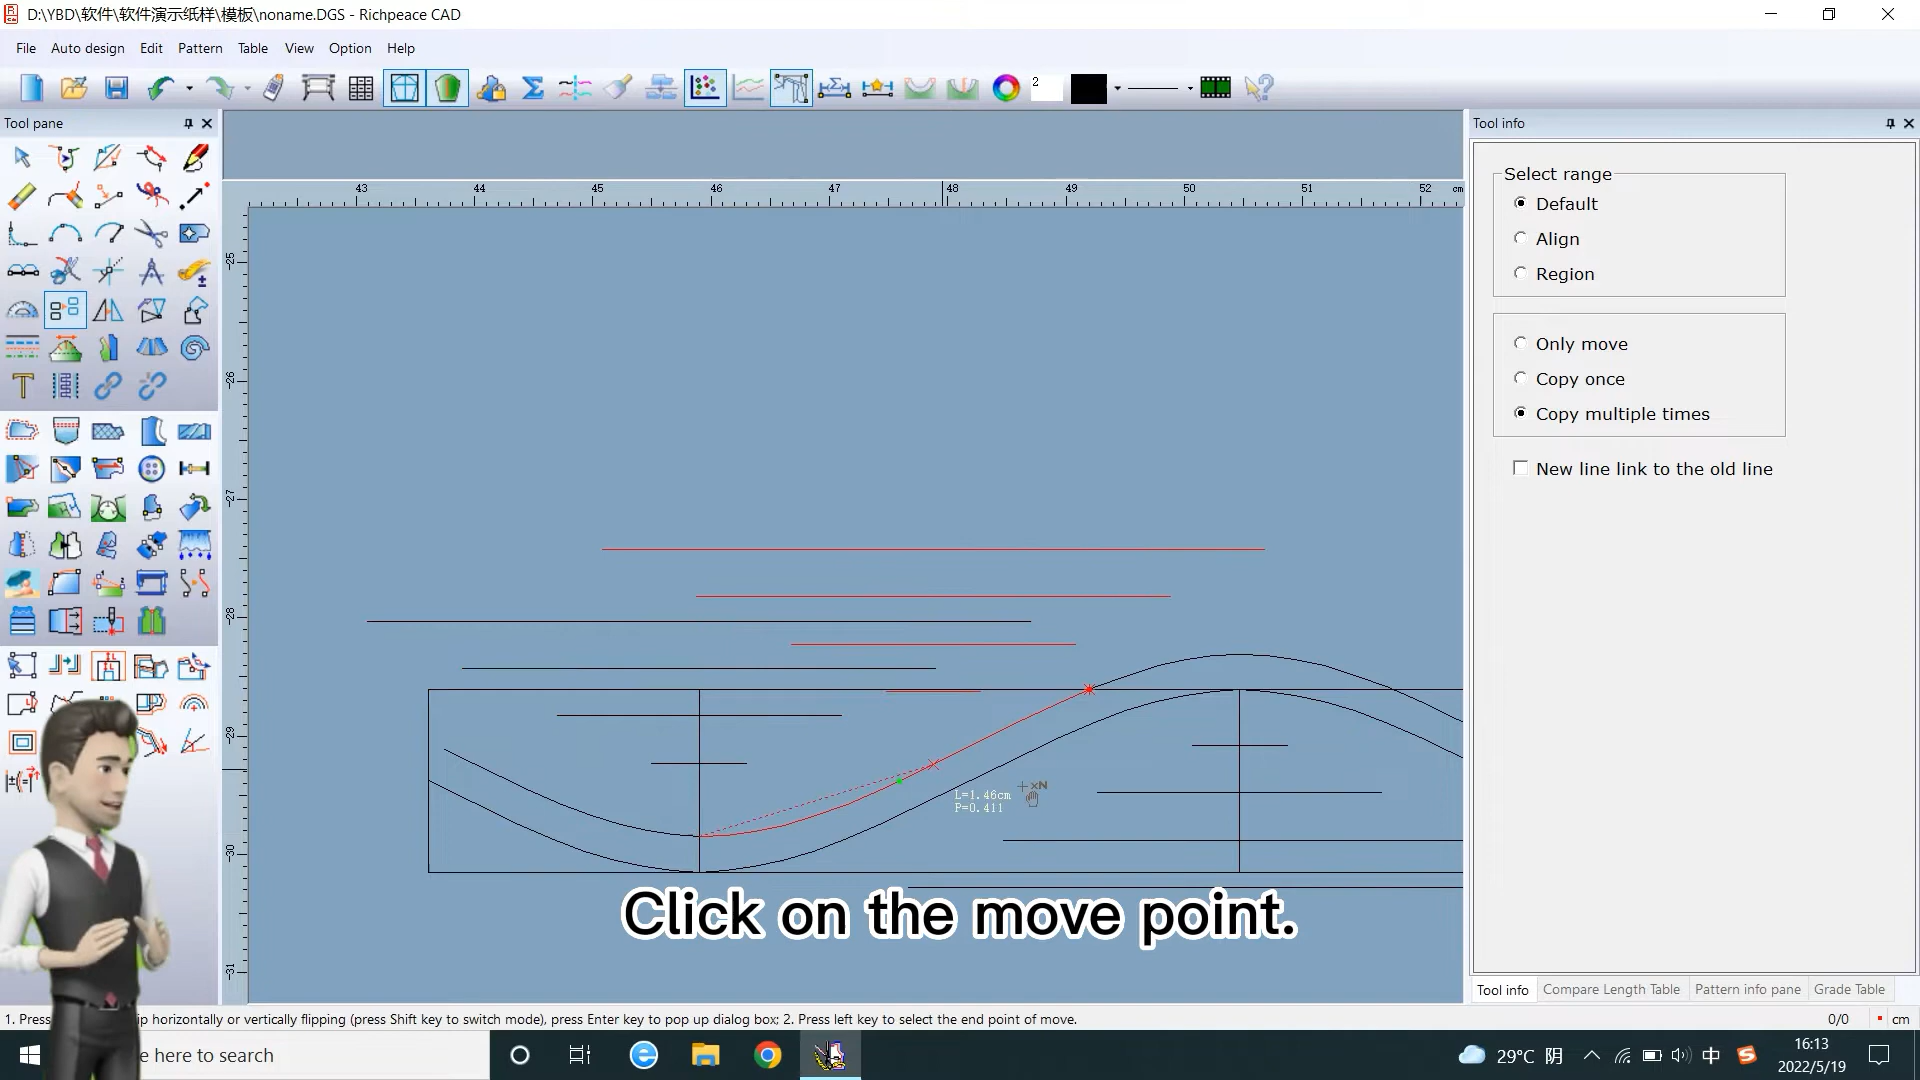 D:\YBD\软件\软件演示纸样\模板\noname.DGS - Richpeace CAD
File Auto design Edit Pattern Table View Option Help
2
Tool pane
Tool info
43 44 45 46 47 48 49 50 51 52 cm
-25
-26
-27
-28
-29
-30
-31
Select range
Default
Align
Region
Only move
Copy once
Copy multiple times
New line link to the old line
×N
L=1.46cm
P=0.411
Click on the move point.
Tool info Compare Length Table Pattern info pane Grade Table
1. Press ip horizontally or vertically flipping (press Shift key to switch mode), press Enter key to pop up dialog box; 2. Press left key to select the end point of move.
0/0 cm
e here to search
29°C 阴 中
16:13
2022/5/19